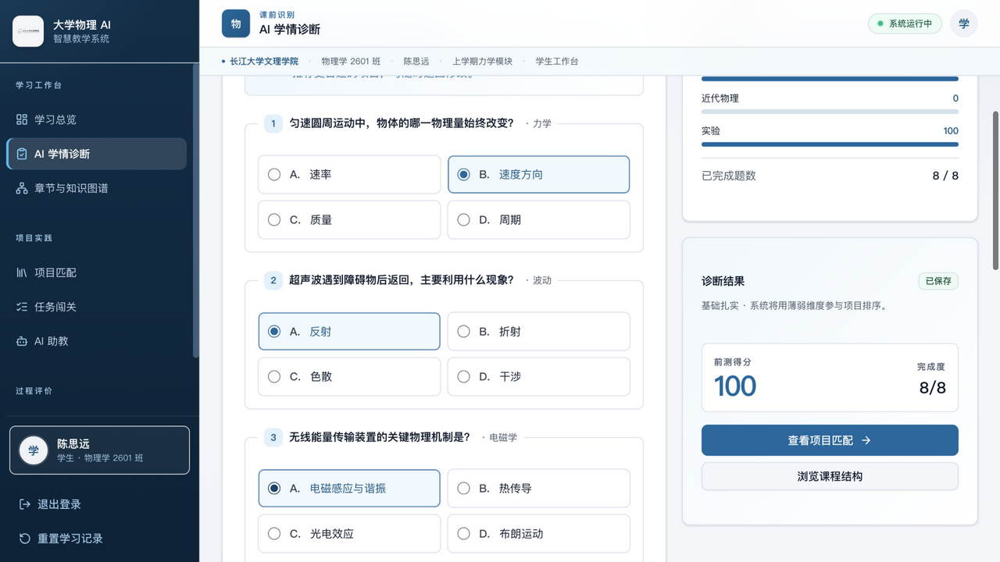 大学物理 AI
智慧教学系统
学习工作台
学习总览
AI 学情诊断
章节与知识图谱
项目实践
项目匹配
任务闯关
AI 助教
过程评价
学
陈思远
学生 · 物理学 2601 班
退出登录
重置学习记录
物
课前识别
AI 学情诊断
系统运行中
学
长江大学文理学院 · 物理学 2601 班 · 陈思远 · 上学期力学模块 · 学生工作台
1 匀速圆周运动中，物体的哪一物理量始终改变？ · 力学
A. 速率
B. 速度方向
C. 质量
D. 周期
2 超声波遇到障碍物后返回，主要利用什么现象？ · 波动
A. 反射
B. 折射
C. 色散
D. 干涉
3 无线能量传输装置的关键物理机制是？ · 电磁学
A. 电磁感应与谐振
B. 热传导
C. 光电效应
D. 布朗运动
近代物理 0
实验 100
已完成题数 8 / 8
诊断结果 已保存
基础扎实 · 系统将用薄弱维度参与项目排序。
前测得分
100
完成度
8/8
查看项目匹配 →
浏览课程结构